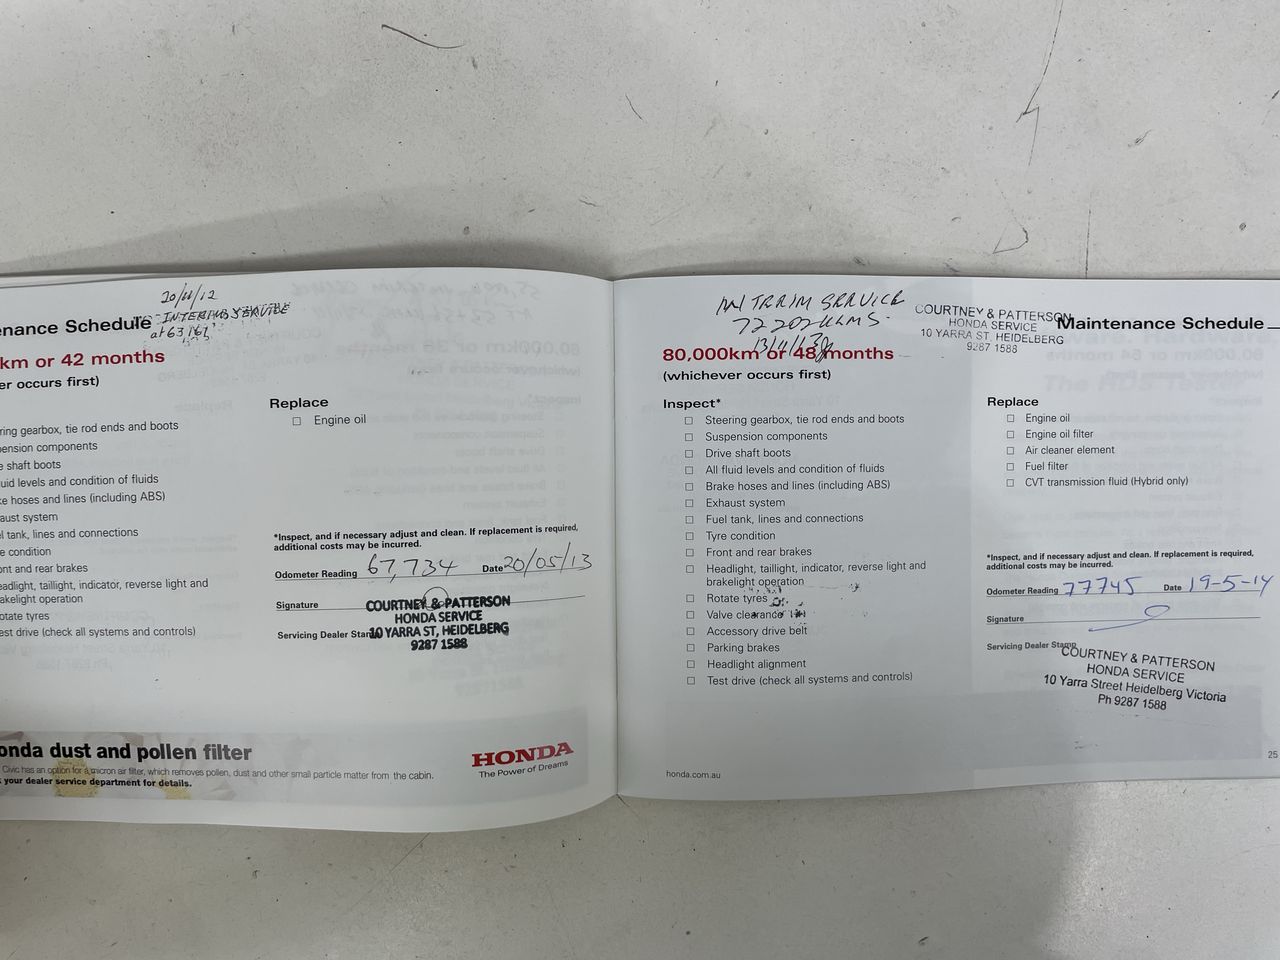 20/11/12
INTERIM SERVICE
at 63161
enance Schedule
km or 42 months
er occurs first)
ring gearbox, tie rod ends and boots
pension components
e shaft boots
luid levels and condition of fluids
ke hoses and lines (including ABS)
aust system
l tank, lines and connections
e condition
ont and rear brakes
eadlight, taillight, indicator, reverse light and
akelight operation
otate tyres
est drive (check all systems and controls)
Replace
Engine oil
*Inspect, and if necessary adjust and clean. If replacement is required,
additional costs may be incurred.
Odometer Reading 67,734 Date 20/05/13
Signature
Servicing Dealer Stamp
COURTNEY & PATTERSON
HONDA SERVICE
10 YARRA ST, HEIDELBERG
9287 1588
onda dust and pollen filter
Civic has an option for a micron air filter, which removes pollen, dust and other small particle matter from the cabin.
your dealer service department for details.
HONDA
The Power of Dreams
INTERIM SERVICE
72202 KLMS.
13/11/13
COURTNEY & PATTERSON
HONDA SERVICE
10 YARRA ST, HEIDELBERG
9287 1588
Maintenance Schedule
80,000km or 48 months
(whichever occurs first)
Inspect*
Steering gearbox, tie rod ends and boots
Suspension components
Drive shaft boots
All fluid levels and condition of fluids
Brake hoses and lines (including ABS)
Exhaust system
Fuel tank, lines and connections
Tyre condition
Front and rear brakes
Headlight, taillight, indicator, reverse light and
brakelight operation
Rotate tyres
Valve clearance
Accessory drive belt
Parking brakes
Headlight alignment
Test drive (check all systems and controls)
Replace
Engine oil
Engine oil filter
Air cleaner element
Fuel filter
CVT transmission fluid (Hybrid only)
*Inspect, and if necessary adjust and clean. If replacement is required,
additional costs may be incurred.
Odometer Reading 77745 Date 19-5-14
Signature
Servicing Dealer Stamp
COURTNEY & PATTERSON
HONDA SERVICE
10 Yarra Street Heidelberg Victoria
Ph 9287 1588
honda.com.au
25